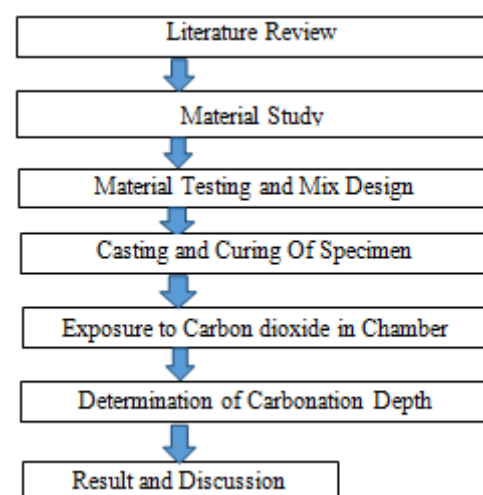 Literature Review
Material Study
Material Testing and Mix Design
Casting and Curing Of Specimen
Exposure to Carbon dioxide in Chamber
Determination of Carbonation Depth
Result and Discussion